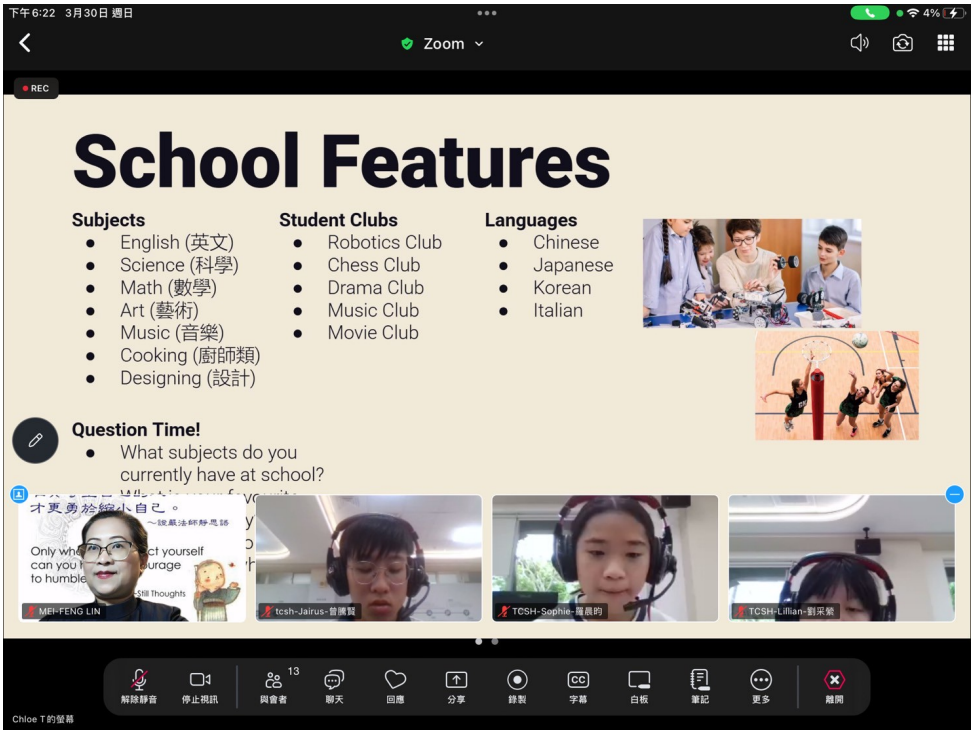 下午6:22 3月30日 週日
4%
Zoom
REC
School Features
Subjects
English (英文)
Science (科學)
Math (數學)
Art (藝術)
Music (音樂)
Cooking (廚師類)
Designing (設計)
Student Clubs
Robotics Club
Chess Club
Drama Club
Music Club
Movie Club
Languages
Chinese
Japanese
Korean
Italian
Question Time!
What subjects do you
currently have at school?
才更勇於縮小自己。
～證嚴法師靜思語
Only
yourself
can you
to humble
Still Thoughts
MEI-FENG LIN
tcsh-Jairus-曾騰賢
TCSH-Sophie-羅晨昀
TCSH-Lillian-劉采縈
解除靜音
停止視訊
13
與會者
聊天
回應
分享
錄製
CC
字幕
白板
筆記
更多
離開
Chloe T的螢幕